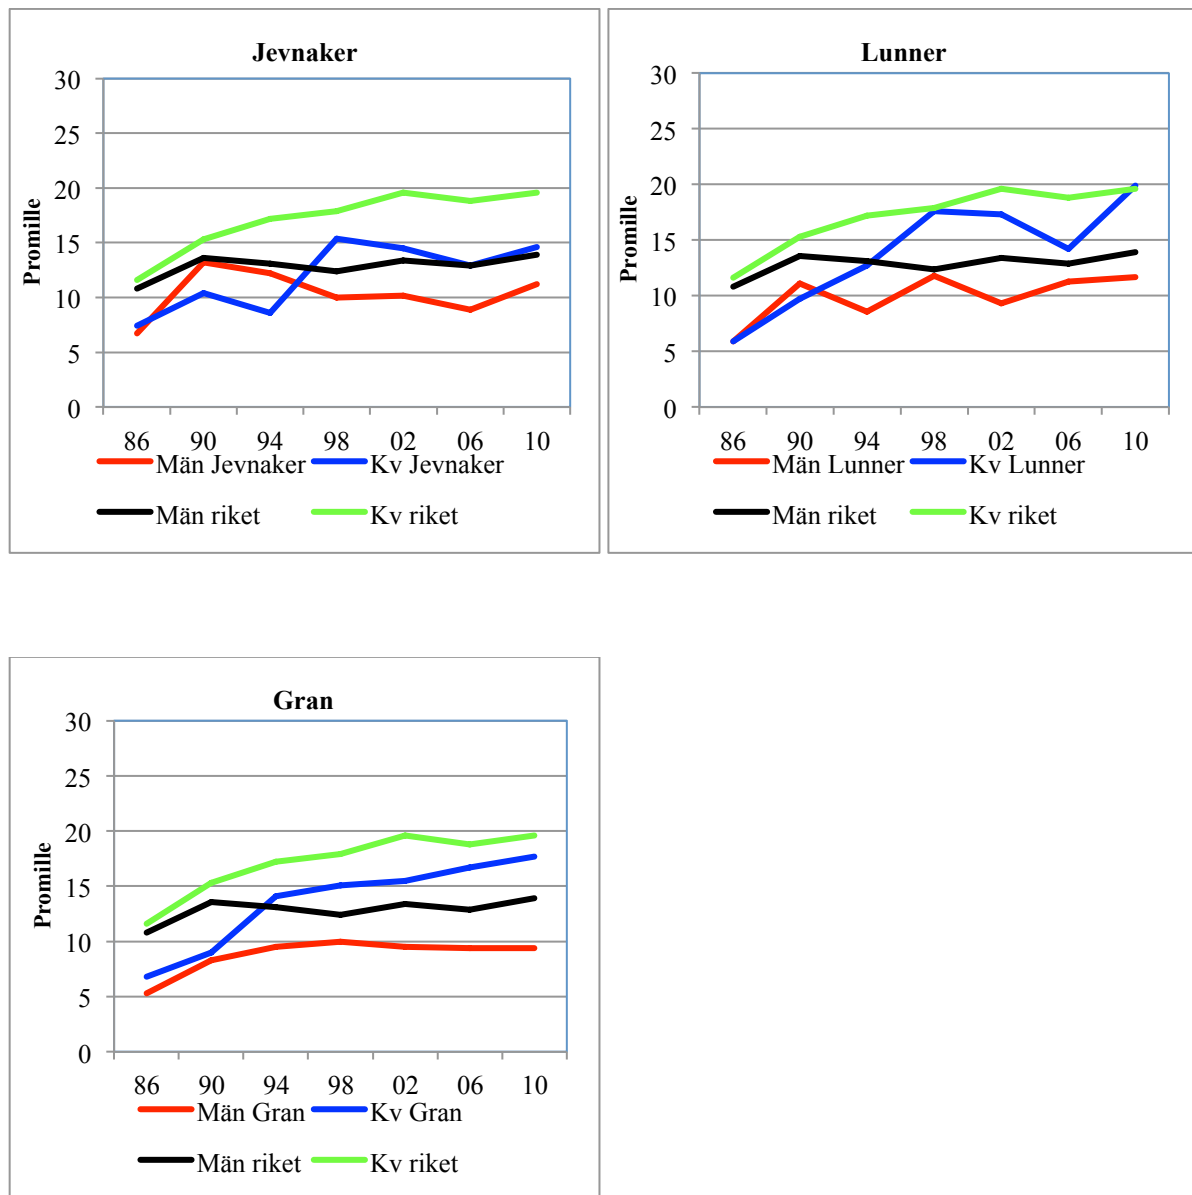 Jevnaker
Promille
30
25
20
15
10
5
0
86 90 94 98 02 06 10
Män Jevnaker Kv Jevnaker
Män riket Kv riket
Lunner
Promille
30
25
20
15
10
5
0
86 90 94 98 02 06 10
Män Lunner Kv Lunner
Män riket Kv riket
Gran
Promille
30
25
20
15
10
5
0
86 90 94 98 02 06 10
Män Gran Kv Gran
Män riket Kv riket